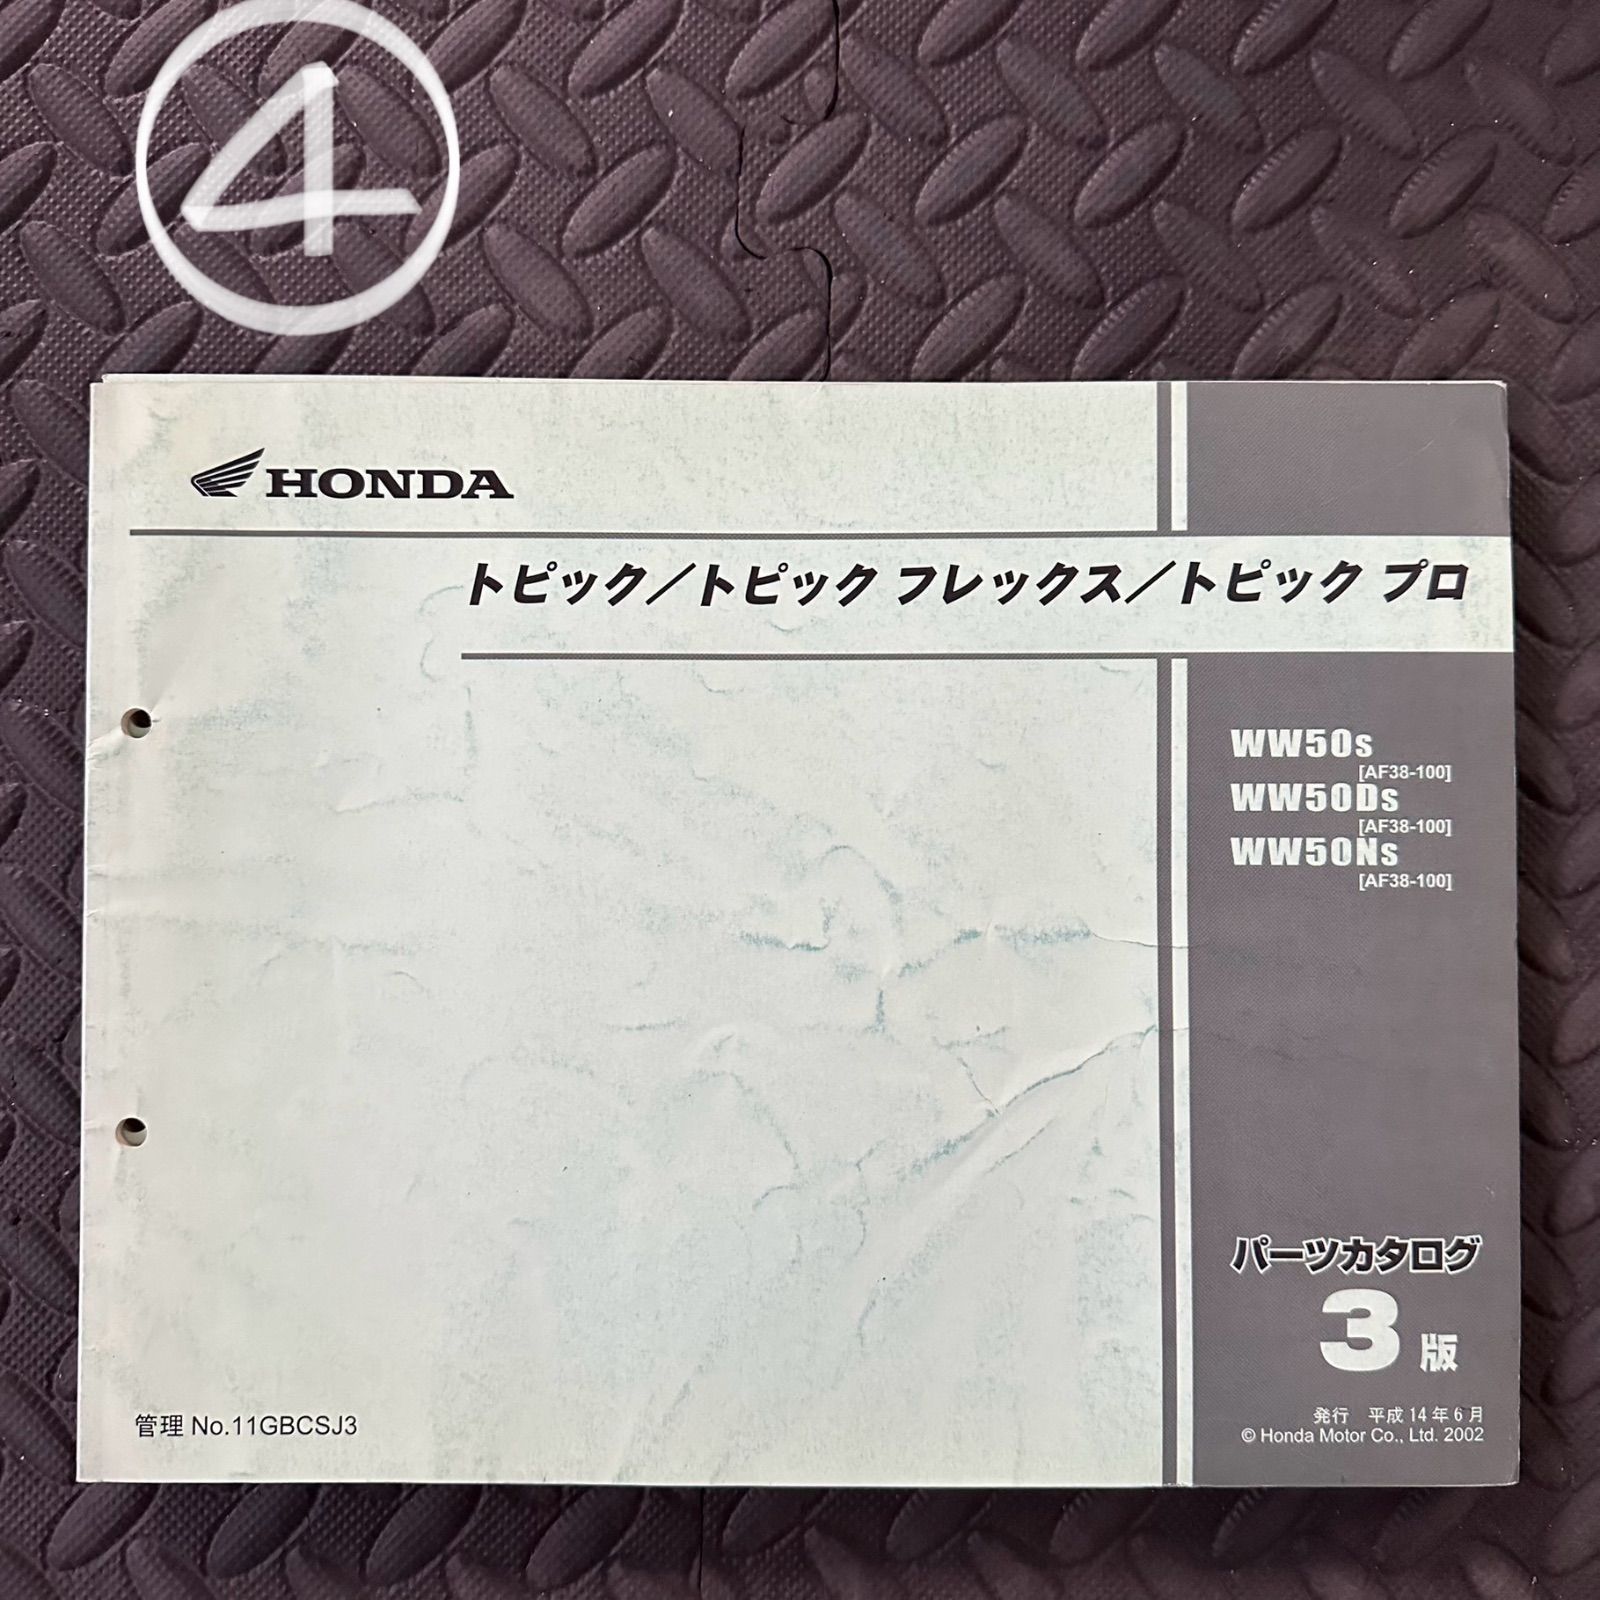 ④
HONDA
トピック／トピック フレックス／トピック プロ
WW50S
[AF38-100]
WW50DS
[AF38-100]
WW50NS
[AF38-100]
パーツカタログ
3版
管理 No.11GBCSJ3
発行 平成14年6月
© Honda Motor Co., Ltd. 2002